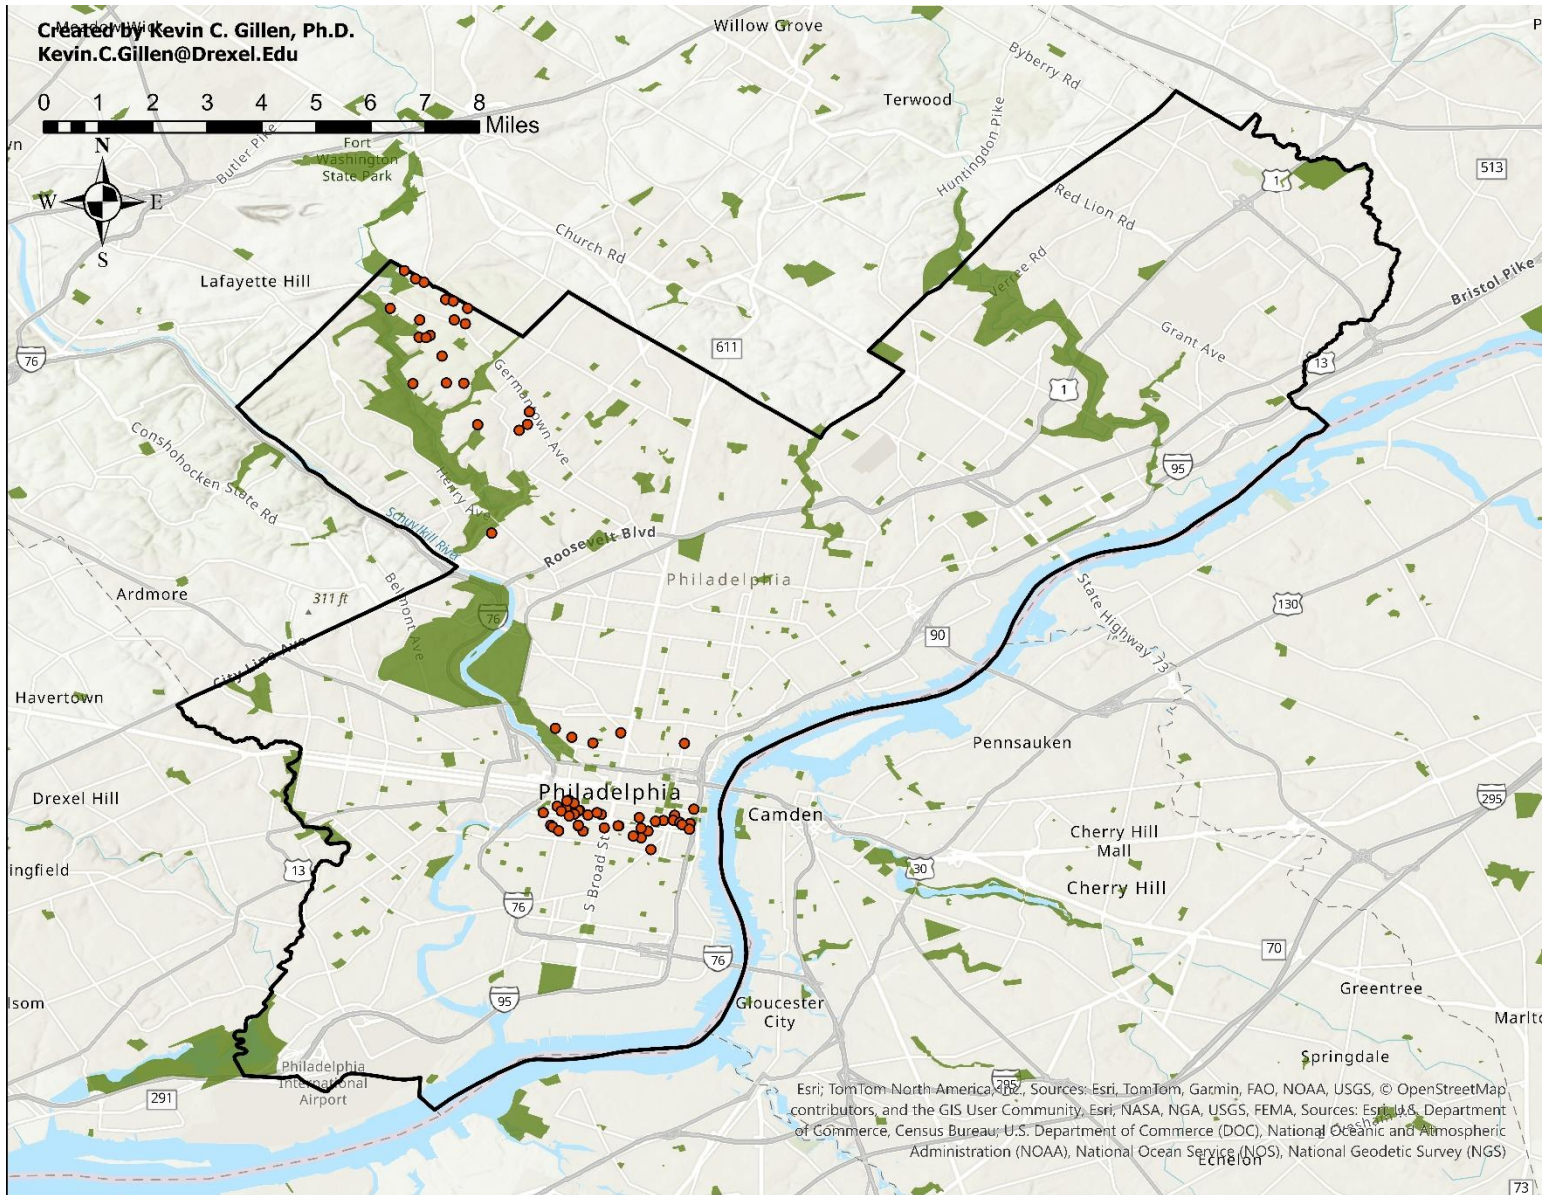 Meadow Wick
Created by Kevin C. Gillen, Ph.D.
Kevin.C.Gillen@Drexel.Edu
Willow Grove
P
Byberry Rd
0 1 2 3 4 5 6 7 8
Miles
Terwood
Huntingdon Pike
wn
Butler Pike
Fort
Washington
State Park
N
W E
S
513
1
Red Lion Rd
Church Rd
Verree Rd
Lafayette Hill
Bristol Pike
76
611
Grant Ave
13
1
Germantown Ave
Conshohocken State Rd
Henry Ave
95
Schuylkill River
Roosevelt Blvd
Philadelphia
State Highway 73
Ardmore
311 ft
Belmont Ave
76
130
90
City Line Ave
Havertown
Pennsauken
Drexel Hill
Philadelphia
Camden
295
Cherry Hill
Mall
ingfield
13
S Broad St
30
Cherry Hill
76
70
76
Greentree
lsom
95
Gloucester
City
Marlto
Springdale
Philadelphia
International
Airport
291
295
Esri; TomTom North America, Inc., Sources: Esri, TomTom, Garmin, FAO, NOAA, USGS, © OpenStreetMap
contributors, and the GIS User Community, Esri, NASA, NGA, USGS, FEMA, Sources: Esri; U.S. Department
of Commerce, Census Bureau; U.S. Department of Commerce (DOC), National Oceanic and Atmospheric
Administration (NOAA), National Ocean Service (NOS), National Geodetic Survey (NGS)
Echelon
73